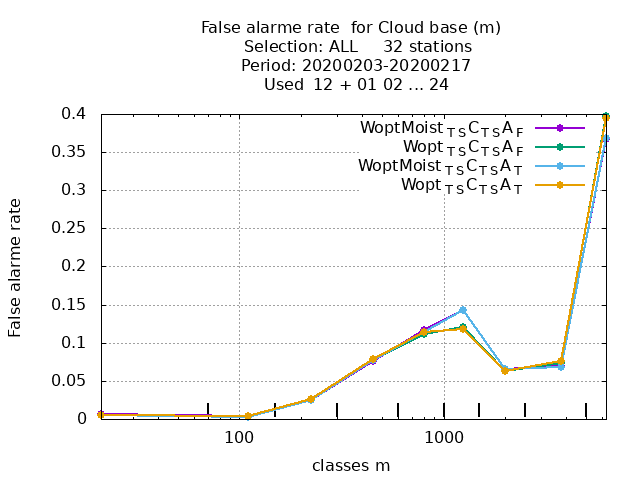 False alarme rate  for Cloud base (m)
Selection: ALL     32 stations
Period: 20200203-20200217
Used  12 + 01 02 ... 24
WoptMoist TS C TS A F
Wopt TS C TS A F
WoptMoist TS C TS A T
Wopt TS C TS A T
0.4
0.35
0.3
0.25
0.2
0.15
0.1
0.05
0
False alarme rate
100
1000
classes m